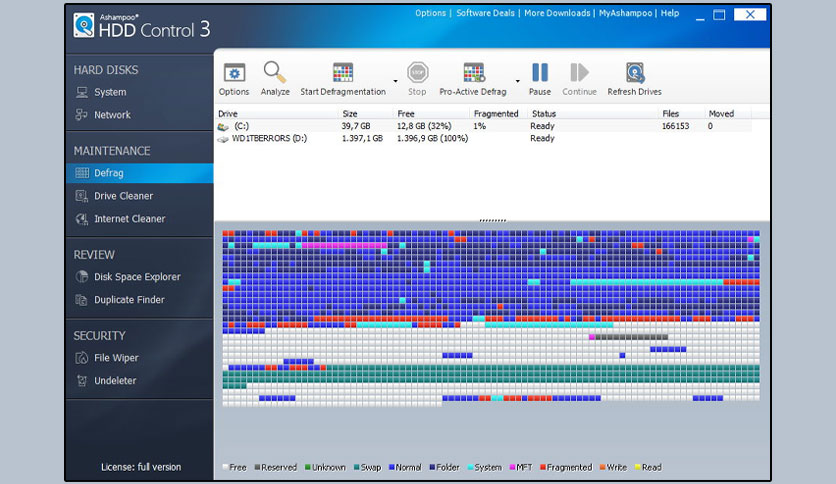 Ashampoo®
HDD Control 3
Options | Software Deals | More Downloads | MyAshampoo | Help
HARD DISKS
System
Network
MAINTENANCE
Defrag
Drive Cleaner
Internet Cleaner
REVIEW
Disk Space Explorer
Duplicate Finder
SECURITY
File Wiper
Undeleter
License: full version
Options Analyze Start Defragmentation Stop Pro-Active Defrag Pause Continue Refresh Drives
Drive Size Free Fragmented Status Files Moved
(C:) 39,7 GB 12,8 GB (32%) 1% Ready 166153 0
WD1TBERRORS (D:) 1.397,1 GB 1.396,9 GB (100%) Ready
Free Reserved Unknown Swap Normal Folder System MFT Fragmented Write Read